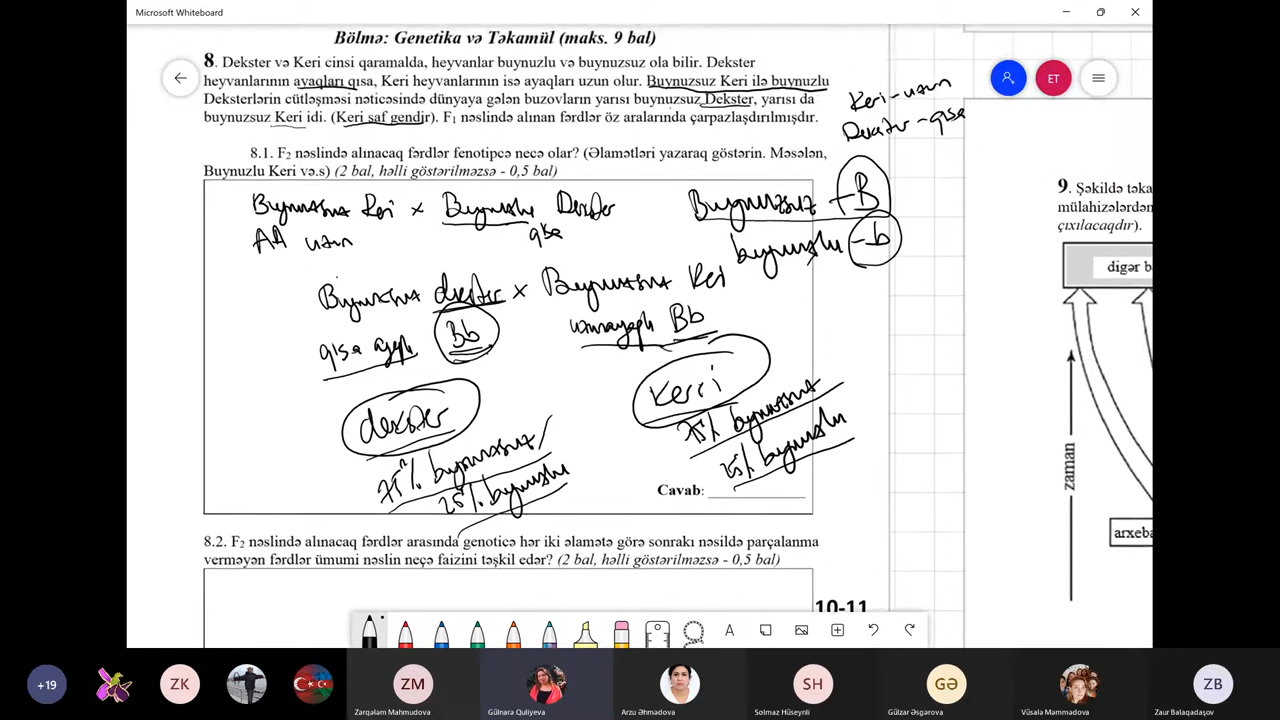 Microsoft Whiteboard
Bölmə: Genetika və Təkamül (maks. 9 bal)
8. Dekster və Keri cinsi qaramalda, heyvanlar buynuzlu və buynuzsuz ola bilir. Dekster
heyvanlarının ayaqları qısa, Keri heyvanlarının isə ayaqları uzun olur. Buynuzsuz Keri ilə buynuzlu
Deksterlərin cütləşməsi nəticəsində dünyaya gələn buzovların yarısı buynuzsuz Dekster, yarısı da
buynuzsuz Keri idi. (Keri saf gendir). F₁ nəslində alınan fərdlər öz aralarında çarpazlaşdırılmışdır.
Keri - uzun
Dekster - qısa
ET
8.1. F₂ nəslində alınacaq fərdlər fenotipcə necə olar? (Əlamətləri yazaraq göstərin. Məsələn,
Buynuzlu Keri və.s) (2 bal, həlli göstərilməzsə - 0,5 bal)
Buynuzsuz Keri × Buynuzlu Dekster
AA uzun qısa
Buynuzsuz - B
buynuzlu - b
Buynuzsuz dekster × Buynuzsuz Keri
qısa ayaqlı Bb
uzunayaqlı Bb
dekster
Kerri
75% buynuzsuz /
25% buynuzlu
75% buynuzsuz
25% buynuzlu
Cavab:
9. Şəkildə təka
mülahizələrdən
çıxılacaqdır).
digər ba
zaman
arxeba
8.2. F₂ nəslində alınacaq fərdlər arasında genoticə hər iki əlamətə görə sonrakı nəsildə parçalanma
verməyən fərdlər ümumi nəslin neçə faizini təşkil edər? (2 bal, həlli göstərilməzsə - 0,5 bal)
10-11
A
+19
ZK
ZM
SH
GƏ
ZB
Zərqələm Mahmudova
Gülnarə Quliyeva
Arzu Əhmədova
Solmaz Hüseynli
Gülzar Əsgərova
Vüsalə Məmmədova
Zaur Balaqadaşov